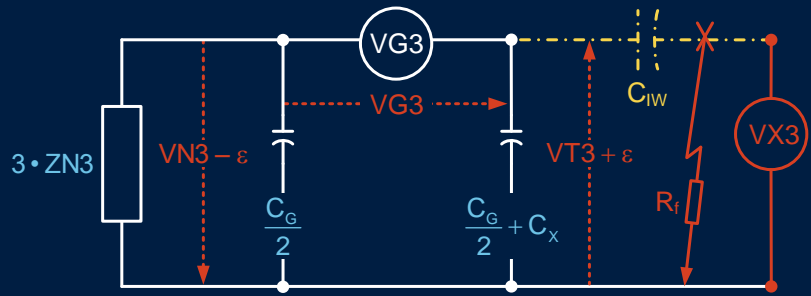 VG3
C_IW
VG3
VX3
3 • ZN3
VN3 – ε
VT3 + ε
R_f
C_G
2
C_G
2
+ C_X